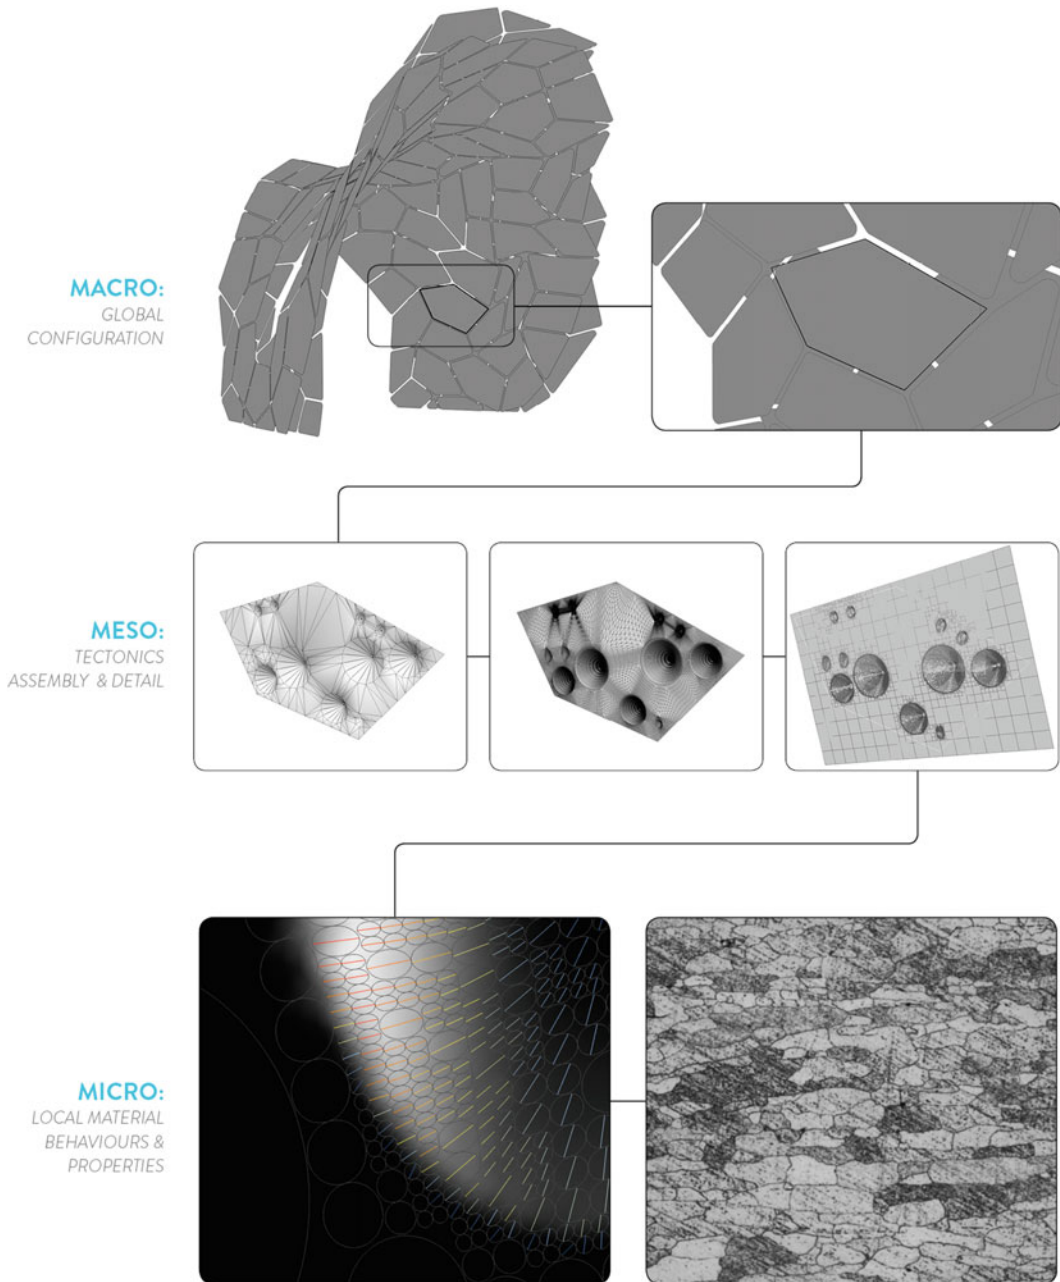 MACRO:
GLOBAL
CONFIGURATION
MESO:
TECTONICS
ASSEMBLY & DETAIL
MICRO:
LOCAL MATERIAL
BEHAVIOURS &
PROPERTIES